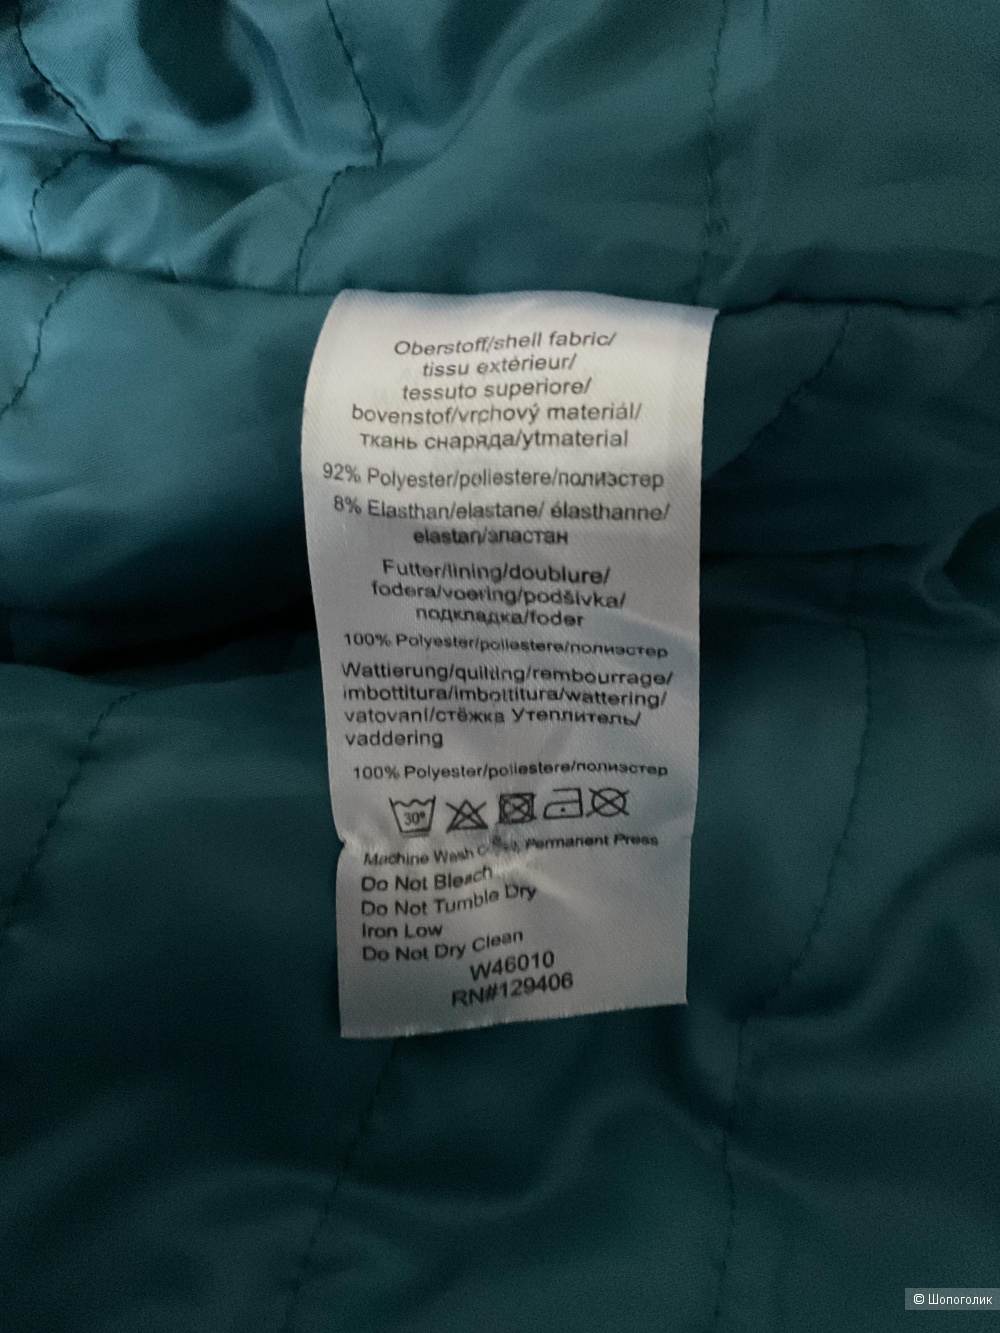 Oberstoff/shell fabric/
tissu extérieur/
tessuto superiore/
bovenstof/vrchový materiál/
ткань снаряда/ytmaterial
92% Polyester/poliestere/полиэстер
8% Elasthan/elastane/ élasthanne/
elastan/эластан
Futter/lining/doublure/
fodera/voering/podšívka/
подкладка/foder
100% Polyester/poliestere/полиэстер
Wattierung/quilting/rembourrage/
imbottitura/imbottitura/wattering/
vatovaní/стёжка Утеплитель/
vaddering
100% Polyester/poliestere/полиэстер
30°
Machine Wash Permanent Press
Do Not Bleach
Do Not Tumble Dry
Iron Low
Do Not Dry Clean
W46010
RN#129406
© Шопоголик